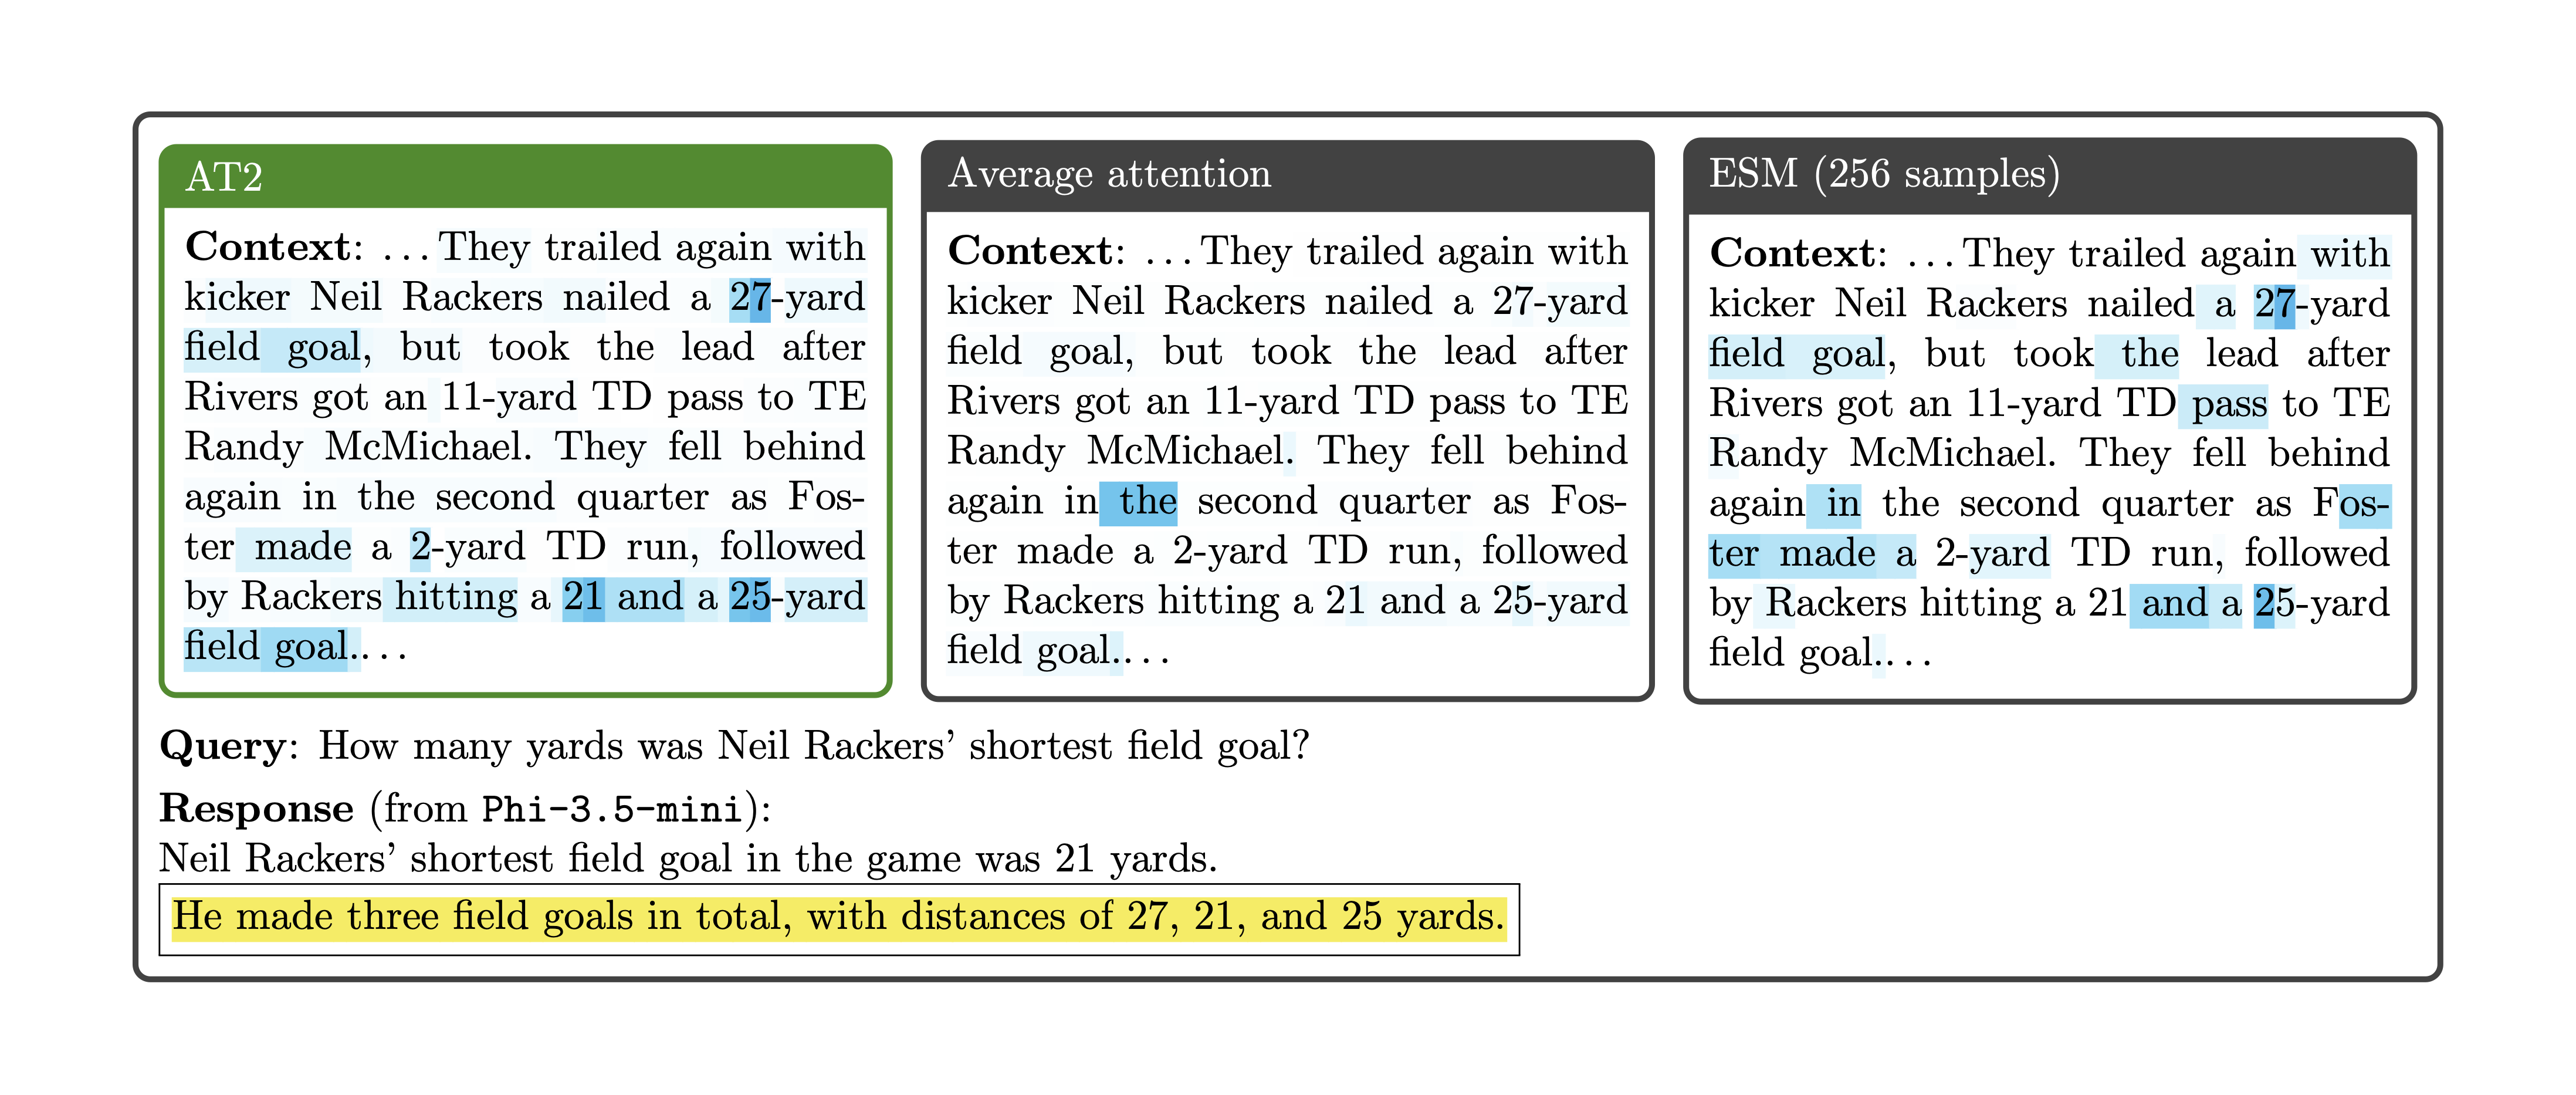 AT2
Context: ...They trailed again with
kicker Neil Rackers nailed a 27-yard
field goal, but took the lead after
Rivers got an 11-yard TD pass to TE
Randy McMichael. They fell behind
again in the second quarter as Fos-
ter made a 2-yard TD run, followed
by Rackers hitting a 21 and a 25-yard
field goal....
Average attention
Context: ...They trailed again with
kicker Neil Rackers nailed a 27-yard
field goal, but took the lead after
Rivers got an 11-yard TD pass to TE
Randy McMichael. They fell behind
again in the second quarter as Fos-
ter made a 2-yard TD run, followed
by Rackers hitting a 21 and a 25-yard
field goal....
ESM (256 samples)
Context: ...They trailed again with
kicker Neil Rackers nailed a 27-yard
field goal, but took the lead after
Rivers got an 11-yard TD pass to TE
Randy McMichael. They fell behind
again in the second quarter as Fos-
ter made a 2-yard TD run, followed
by Rackers hitting a 21 and a 25-yard
field goal....
Query: How many yards was Neil Rackers' shortest field goal?
Response (from Phi-3.5-mini):
Neil Rackers' shortest field goal in the game was 21 yards.
He made three field goals in total, with distances of 27, 21, and 25 yards.